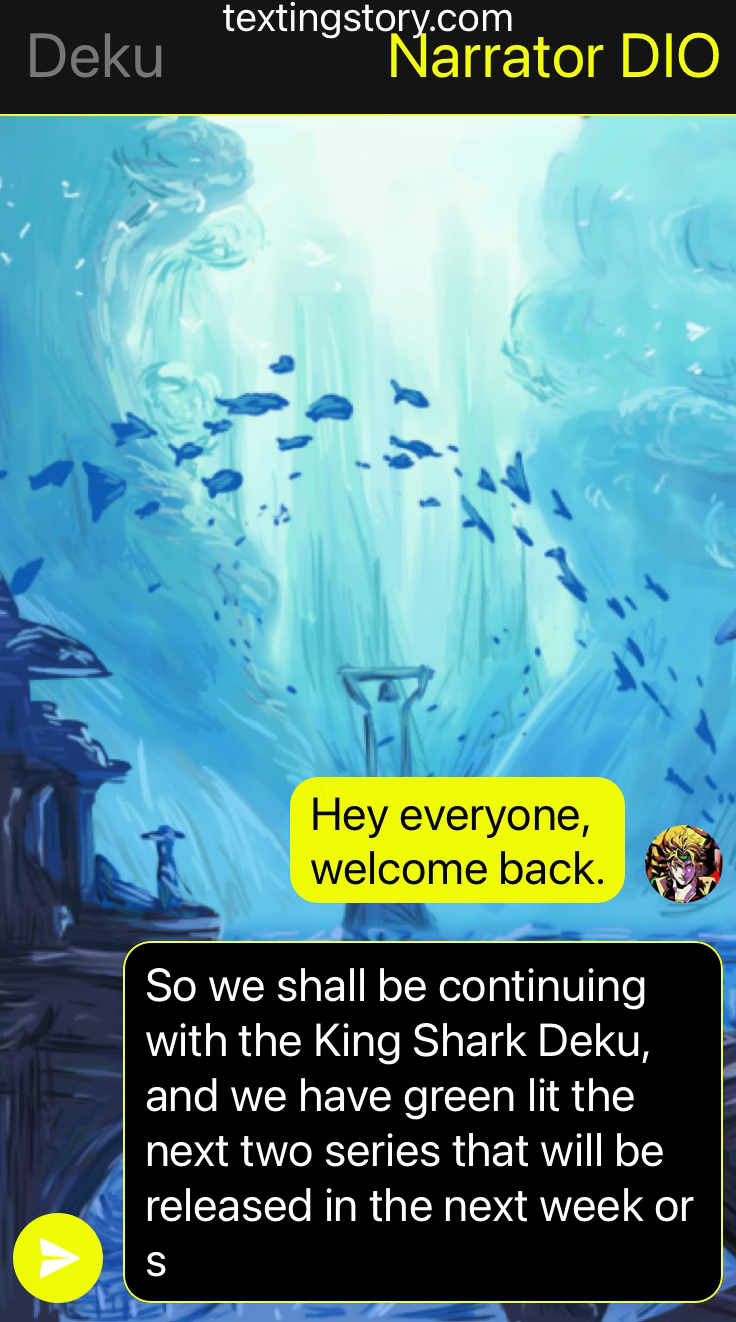 textingstory.com
Deku
Narrator DIO
Hey everyone,
welcome back.
So we shall be continuing
with the King Shark Deku,
and we have green lit the
next two series that will be
released in the next week or
s